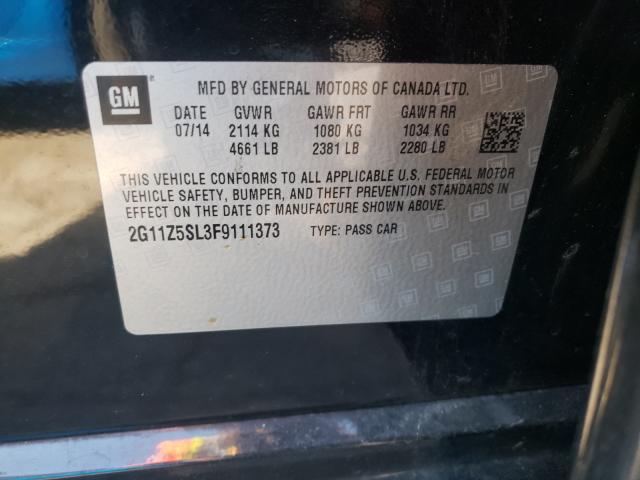 GM
MFD BY GENERAL MOTORS OF CANADA LTD.
DATE GVWR GAWR FRT GAWR RR
07/14 2114 KG 1080 KG 1034 KG
4661 LB 2381 LB 2280 LB
THIS VEHICLE CONFORMS TO ALL APPLICABLE U.S. FEDERAL MOTOR
VEHICLE SAFETY, BUMPER, AND THEFT PREVENTION STANDARDS IN
EFFECT ON THE DATE OF MANUFACTURE SHOWN ABOVE.
2G11Z5SL3F9111373 TYPE: PASS CAR